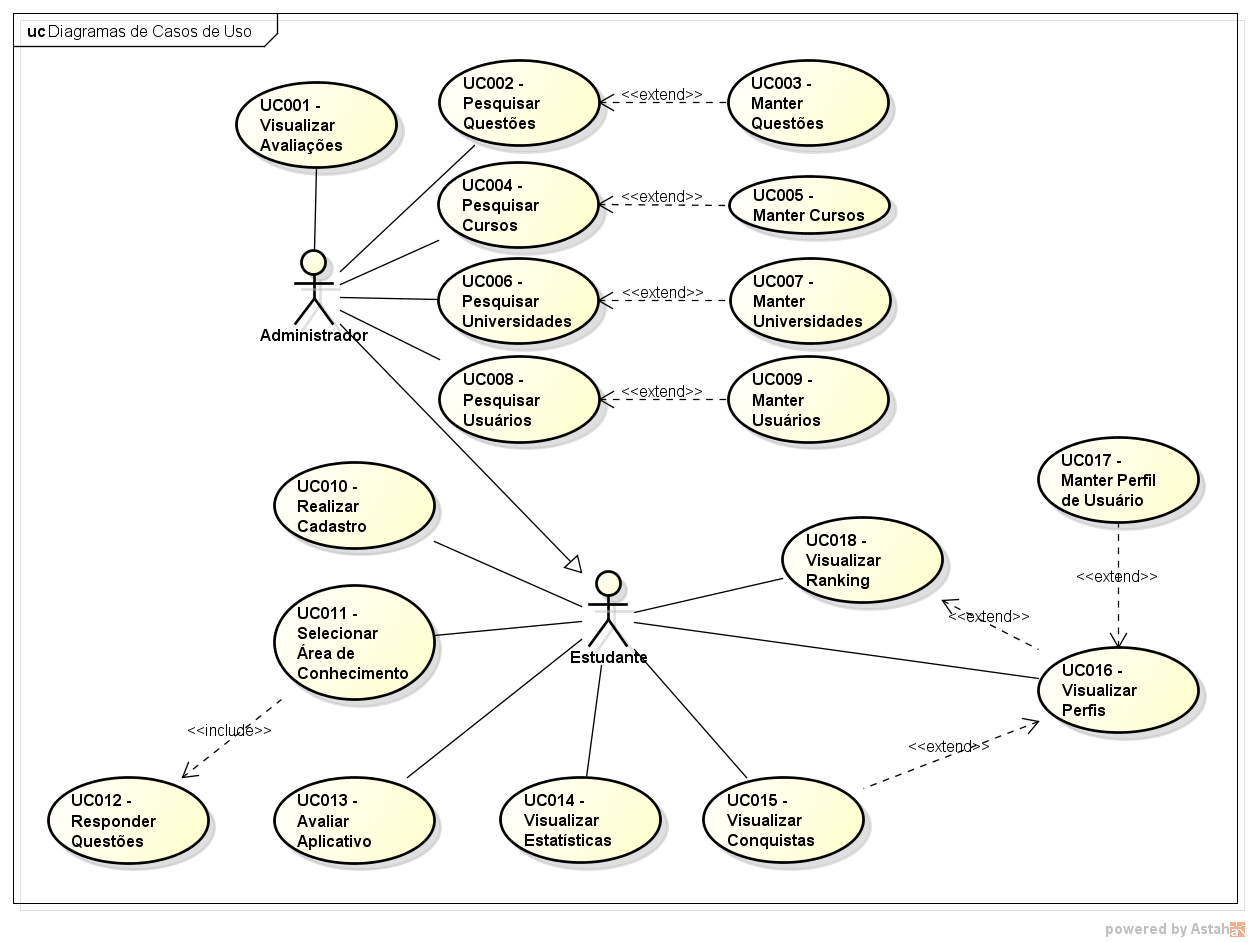 uc Diagramas de Casos de Uso
UC001 -
Visualizar
Avaliações
UC002 -
Pesquisar
Questões
<<extend>>
UC003 -
Manter
Questões
UC004 -
Pesquisar
Cursos
<<extend>>
UC005 -
Manter Cursos
UC006 -
Pesquisar
Universidades
<<extend>>
UC007 -
Manter
Universidades
Administrador
UC008 -
Pesquisar
Usuários
<<extend>>
UC009 -
Manter
Usuários
UC010 -
Realizar
Cadastro
UC017 -
Manter Perfil
de Usuário
UC018 -
Visualizar
Ranking
<<extend>>
<<extend>>
UC011 -
Selecionar
Área de
Conhecimento
Estudante
UC016 -
Visualizar
Perfis
<<include>>
<<extend>>
UC012 -
Responder
Questões
UC013 -
Avaliar
Aplicativo
UC014 -
Visualizar
Estatísticas
UC015 -
Visualizar
Conquistas
powered by Astah